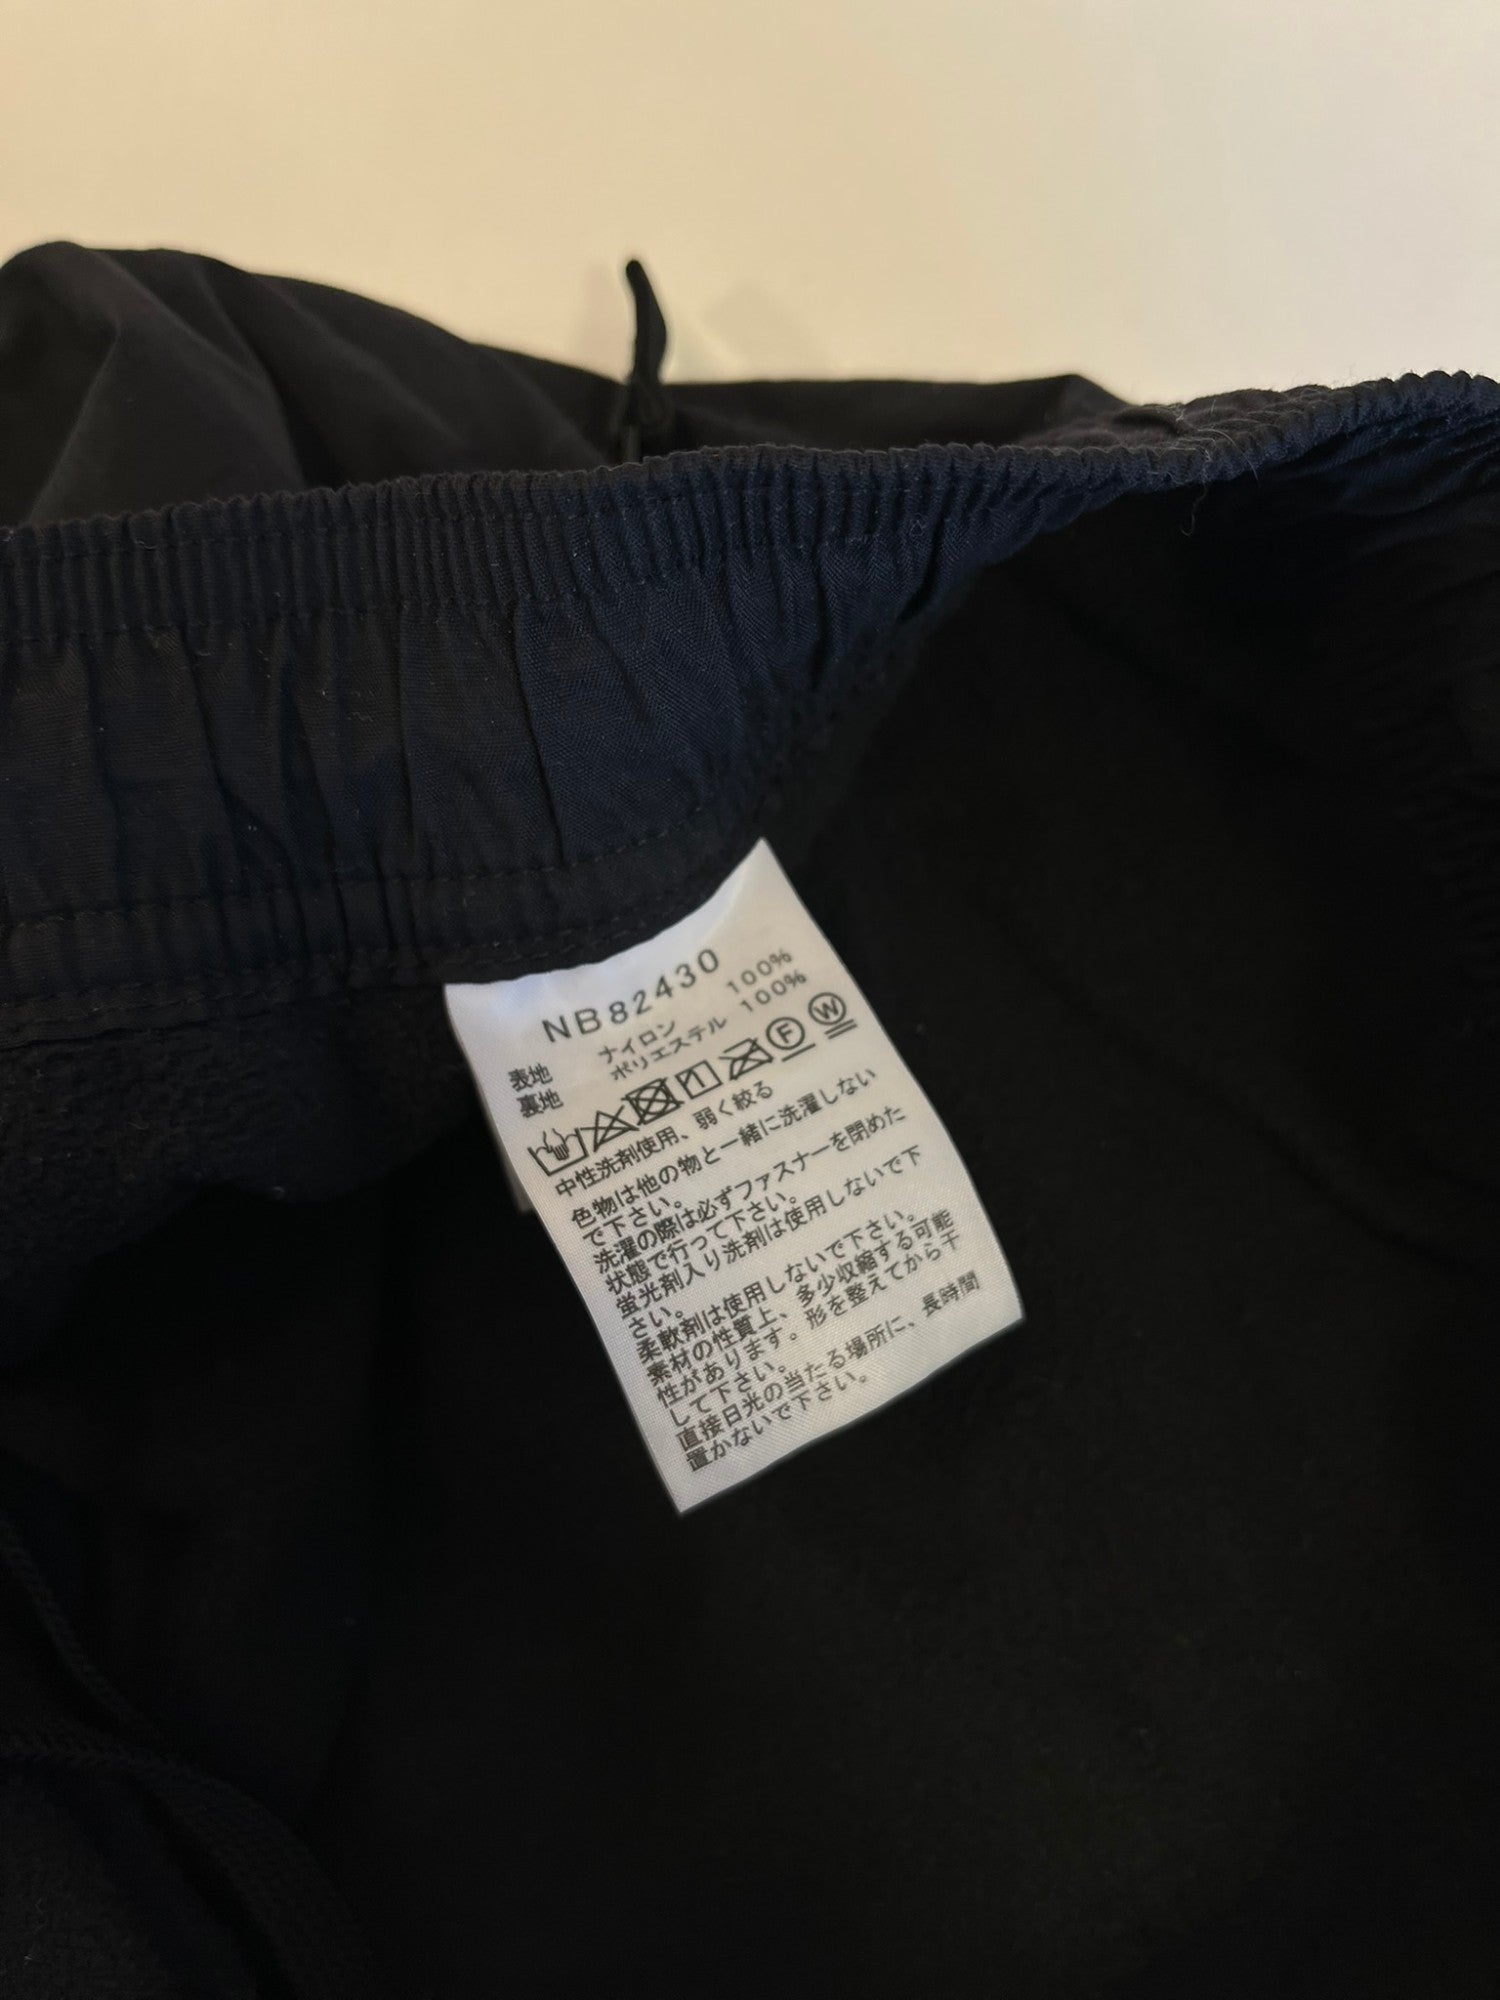 NB82430
表地 ナイロン 100%
裏地 ポリエステル 100%
1 F W
中性洗剤使用、弱く絞る
色物は他の物と一緒に洗濯しない
で下さい。
洗濯の際は必ずファスナーを閉めた
状態で行って下さい。
蛍光剤入り洗剤は使用しないで下
さい。
柔軟剤は使用しないで下さい。
素材の性質上、多少収縮する可能
性があります。形を整えてから干
して下さい。
直接日光の当たる場所に、長時間
置かないで下さい。